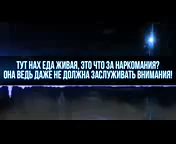 ТУТ НАХ ЕДА ЖИВАЯ, ЭТО ЧТО ЗА НАРКОМАНИЯ?
ОНА ВЕДЬ ДАЖЕ НЕ ДОЛЖНА ЗАСЛУЖИВАТЬ ВНИМАНИЯ!